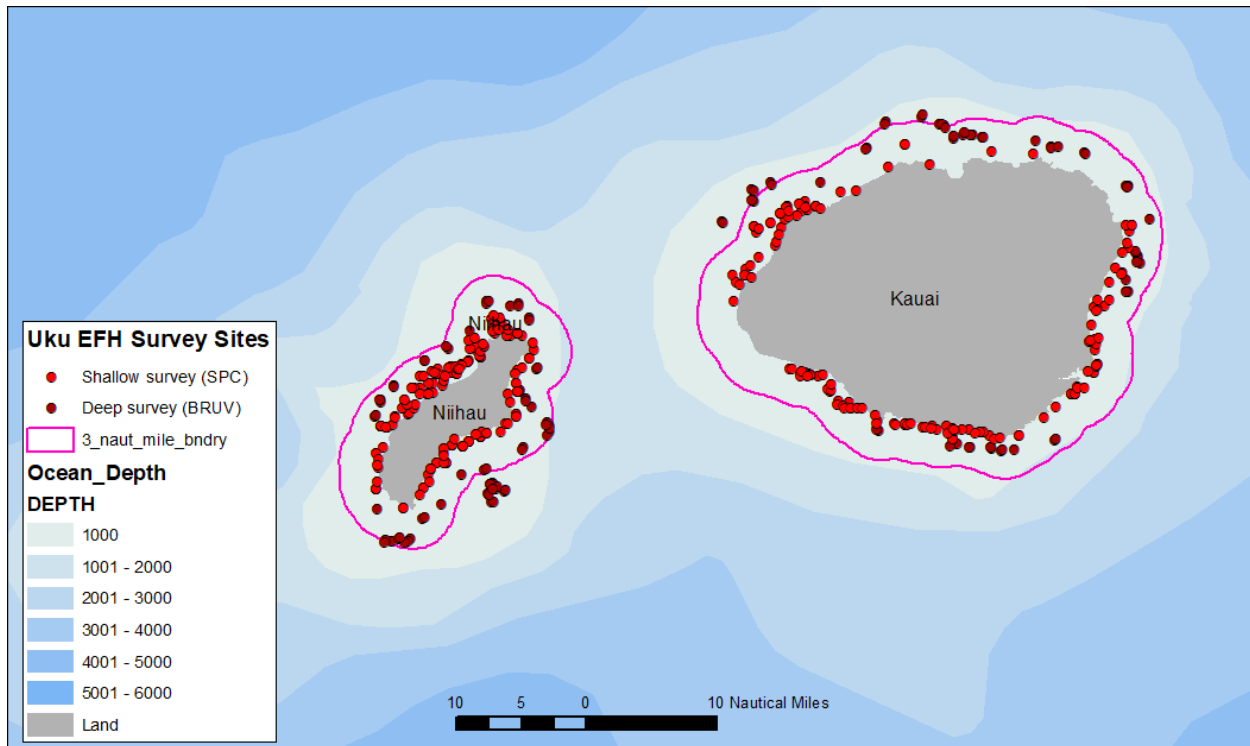 Kauai
Niihau
Niihau
Uku EFH Survey Sites
Shallow survey (SPC)
Deep survey (BRUV)
3_naut_mile_bndry
Ocean_Depth
DEPTH
1000
1001 - 2000
2001 - 3000
3001 - 4000
4001 - 5000
5001 - 6000
Land
10 5 0 10 Nautical Miles